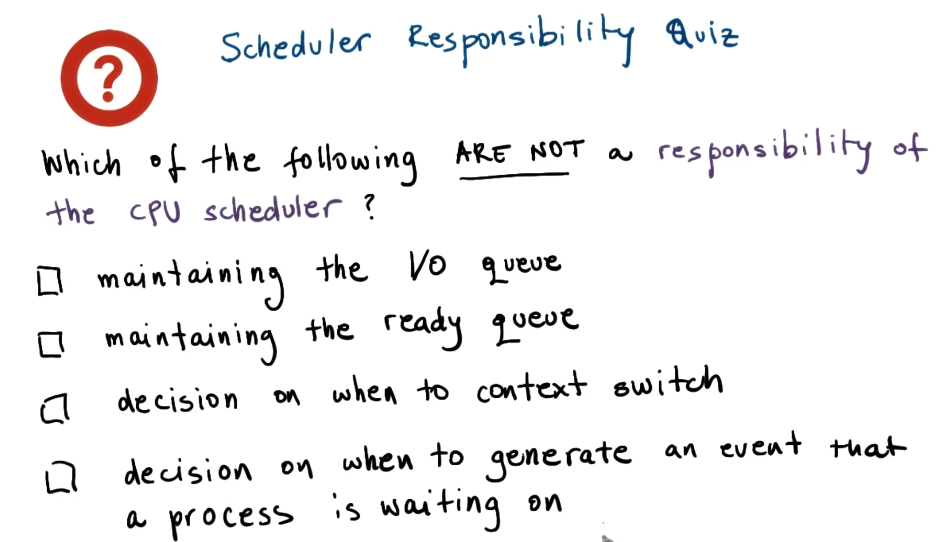 ?
Scheduler Responsibility Quiz
Which of the following ARE NOT a responsibility of
the CPU scheduler ?
maintaining the I/O queue
maintaining the ready queue
decision on when to context switch
decision on when to generate an event that
a process is waiting on